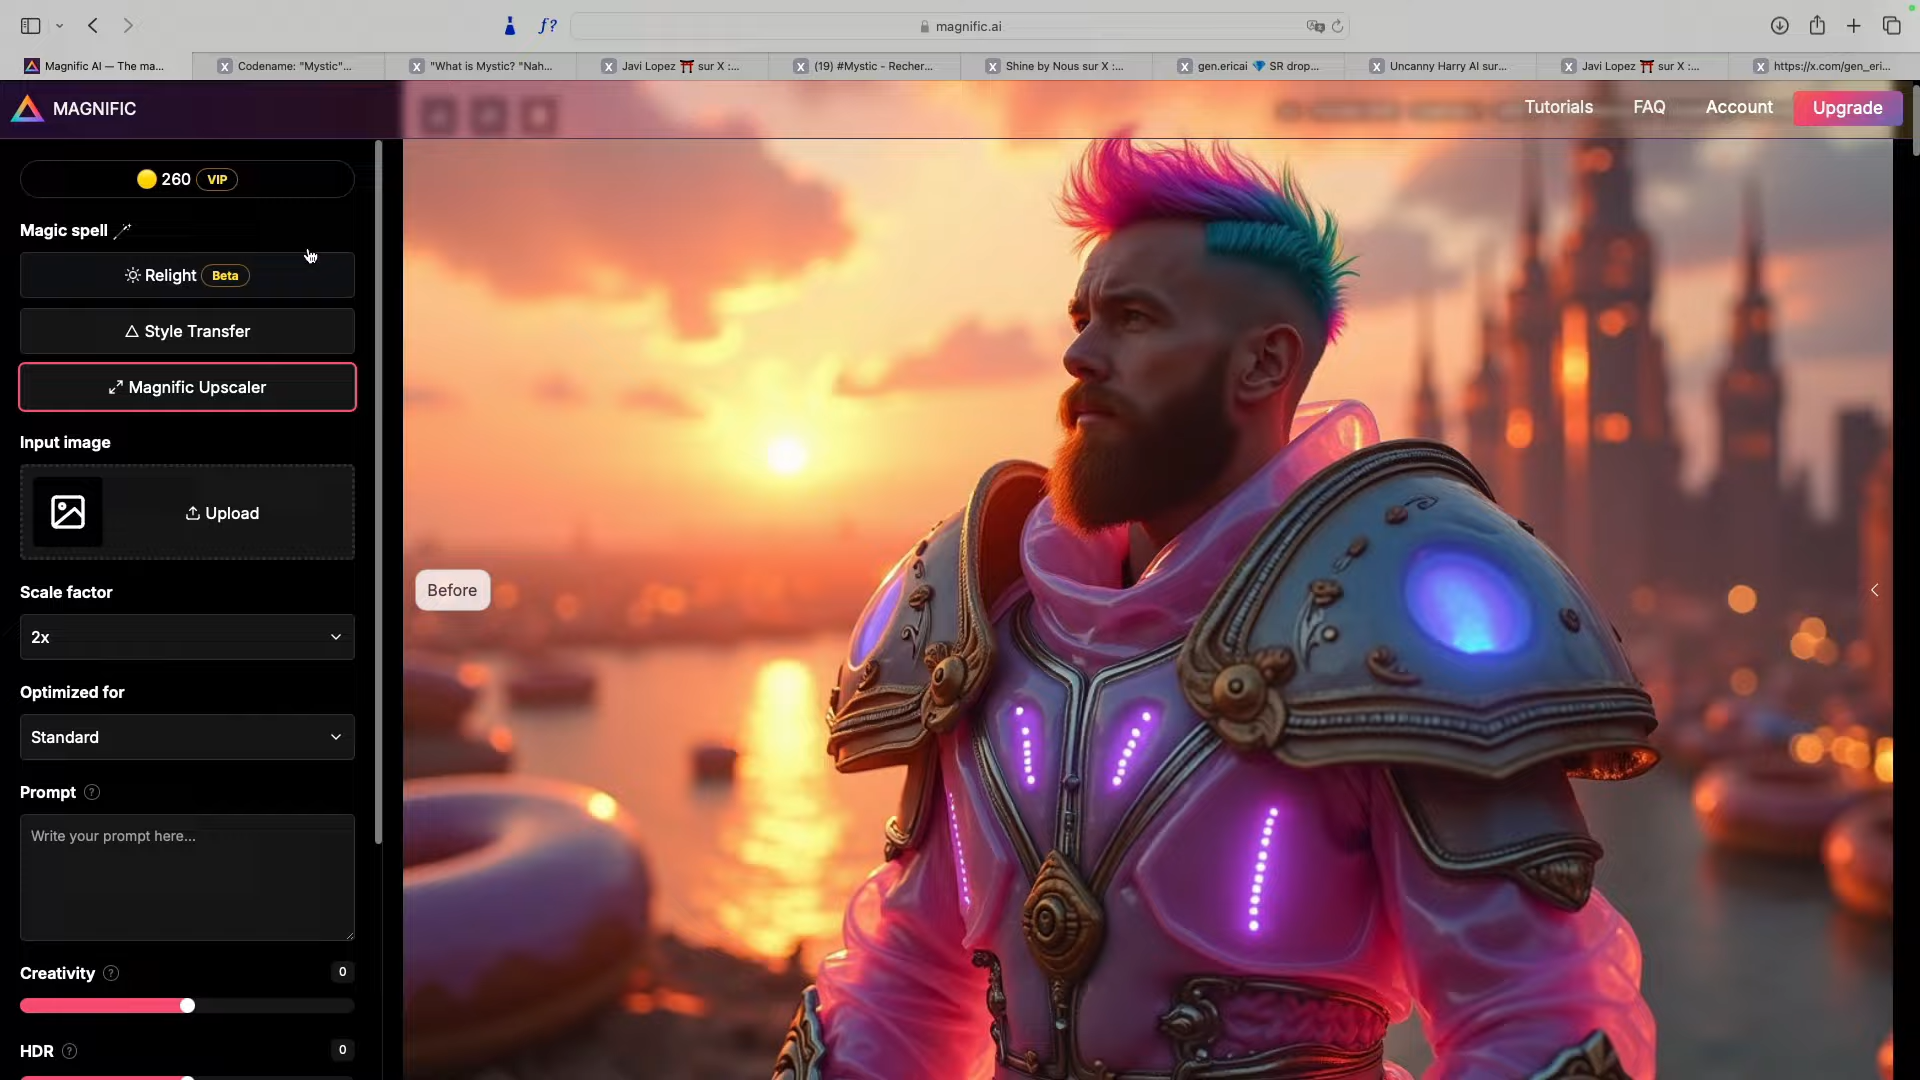 magnific.ai
Magnific AI — The ma...
Codename: "Mystic"...
"What is Mystic? "Nah...
Javi Lopez ⛩️ sur X :...
(19) #Mystic - Recher...
Shine by Nous sur X :...
gen.ericai 💎 SR drop...
Uncanny Harry AI sur...
Javi Lopez ⛩️ sur X :...
https://x.com/gen_eri...
MAGNIFIC
Tutorials
FAQ
Account
Upgrade
260 VIP
Magic spell
Relight Beta
Style Transfer
Magnific Upscaler
Input image
Upload
Scale factor
2x
Optimized for
Standard
Prompt ?
Write your prompt here...
Creativity ? 0
HDR ? 0
Before